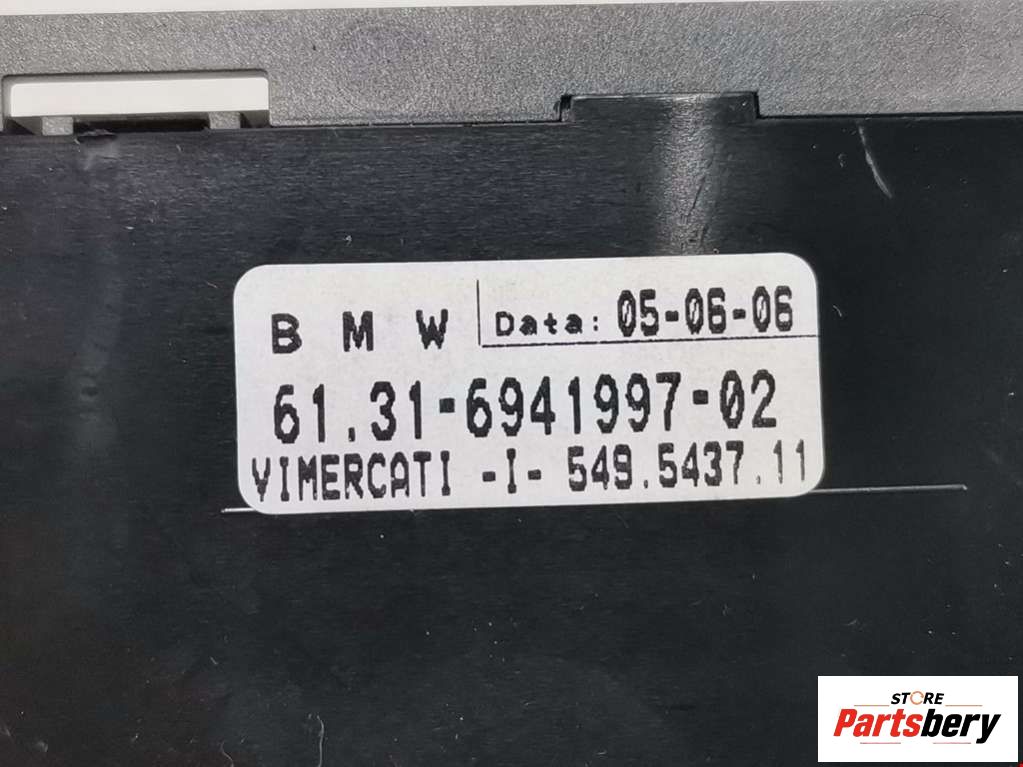 B M W Data: 05-06-06
61.31-6941997-02
VIMERCATI -I- 549.5437.11
STORE
Partsbery